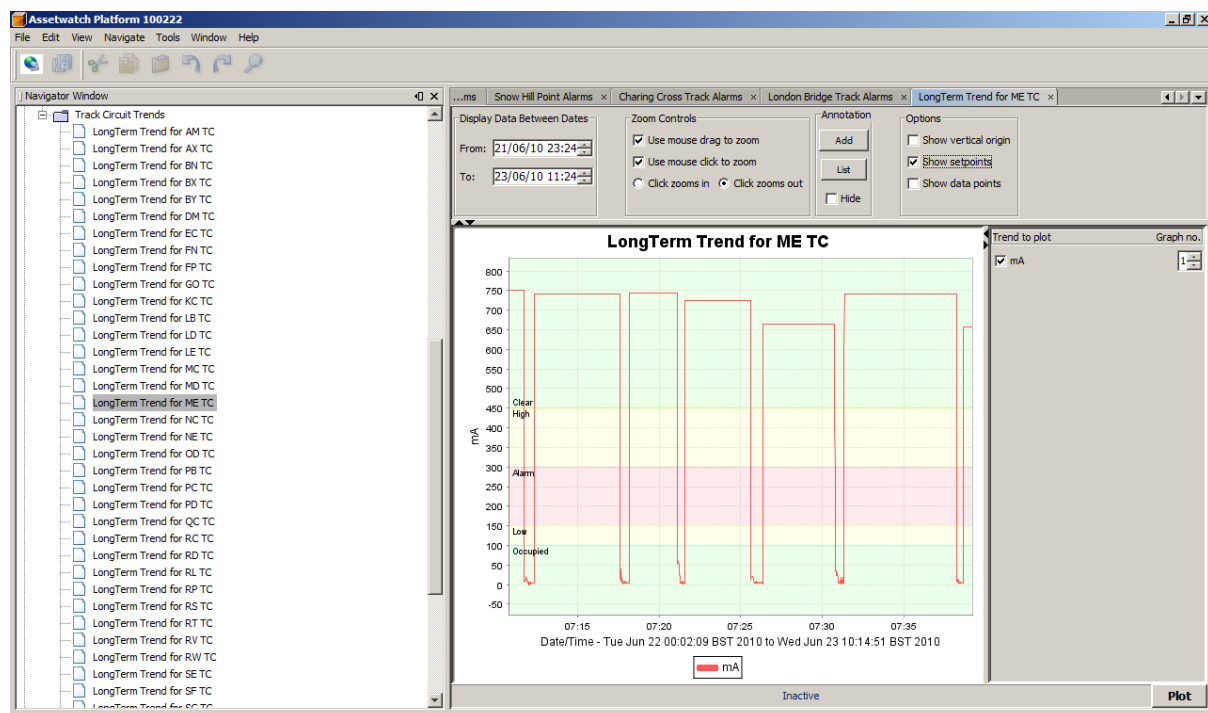 Assetwatch Platform 100222
File Edit View Navigate Tools Window Help
Navigator Window
Track Circuit Trends
LongTerm Trend for AM TC
LongTerm Trend for AX TC
LongTerm Trend for BN TC
LongTerm Trend for BX TC
LongTerm Trend for BY TC
LongTerm Trend for DM TC
LongTerm Trend for EC TC
LongTerm Trend for FN TC
LongTerm Trend for FP TC
LongTerm Trend for GO TC
LongTerm Trend for KC TC
LongTerm Trend for LB TC
LongTerm Trend for LD TC
LongTerm Trend for LE TC
LongTerm Trend for MC TC
LongTerm Trend for MD TC
LongTerm Trend for ME TC
LongTerm Trend for NC TC
LongTerm Trend for NE TC
LongTerm Trend for OD TC
LongTerm Trend for PB TC
LongTerm Trend for PC TC
LongTerm Trend for PD TC
LongTerm Trend for QC TC
LongTerm Trend for RC TC
LongTerm Trend for RD TC
LongTerm Trend for RL TC
LongTerm Trend for RP TC
LongTerm Trend for RS TC
LongTerm Trend for RT TC
LongTerm Trend for RV TC
LongTerm Trend for RW TC
LongTerm Trend for SE TC
LongTerm Trend for SF TC
LongTerm Trend for SG TC
...ms Snow Hill Point Alarms Charing Cross Track Alarms London Bridge Track Alarms LongTerm Trend for ME TC
Display Data Between Dates
From: 21/06/10 23:24
To: 23/06/10 11:24
Zoom Controls
Use mouse drag to zoom
Use mouse click to zoom
Click zooms in Click zooms out
Annotation
Add
List
Hide
Options
Show vertical origin
Show setpoints
Show data points
LongTerm Trend for ME TC
800
750
700
650
600
550
500
450
400
350
300
250
200
150
100
50
0
-50
mA
Clear
High
Alarm
Low
Occupied
07:15 07:20 07:25 07:30 07:35
Date/Time - Tue Jun 22 00:02:09 BST 2010 to Wed Jun 23 10:14:51 BST 2010
mA
Trend to plot Graph no.
mA 1
Inactive
Plot